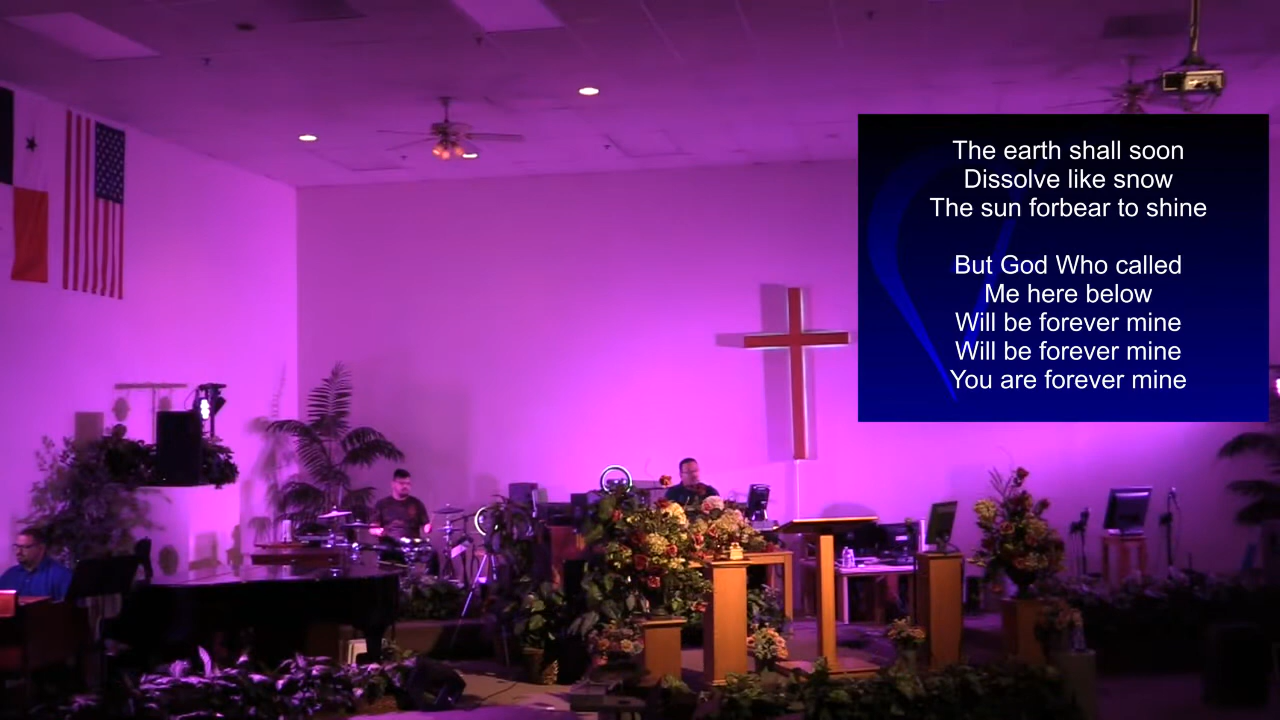 The earth shall soon
Dissolve like snow
The sun forbear to shine
But God Who called
Me here below
Will be forever mine
Will be forever mine
You are forever mine